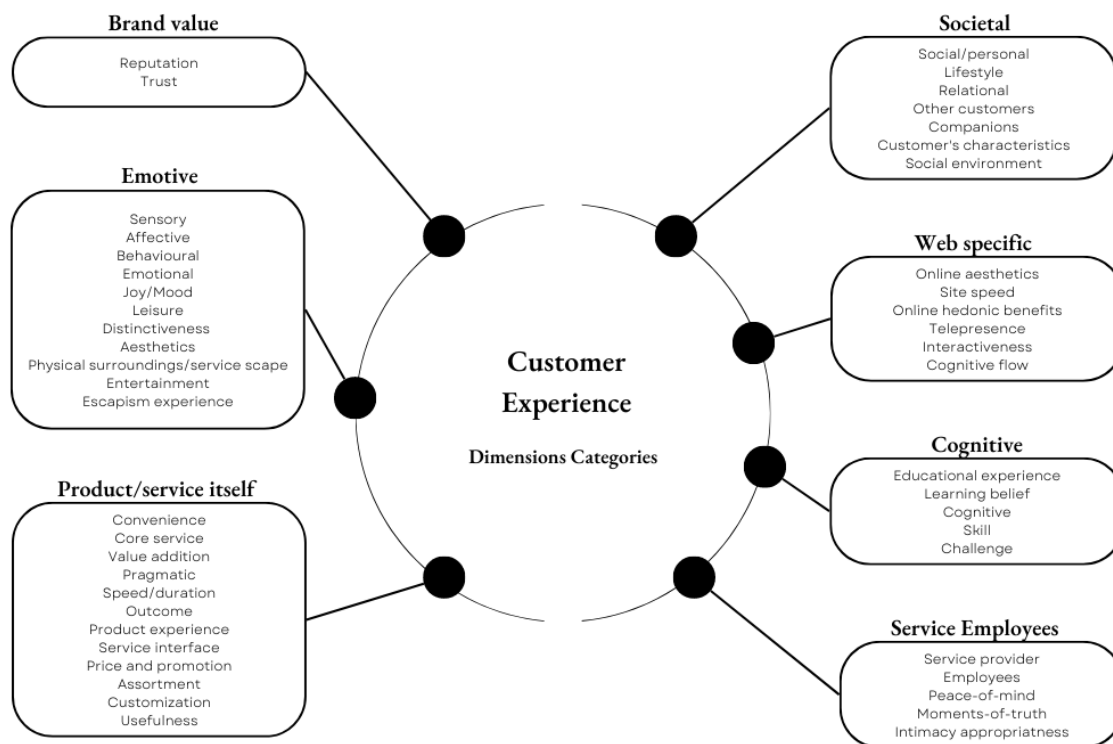 Brand value
Reputation
Trust
Emotive
Sensory
Affective
Behavioural
Emotional
Joy/Mood
Leisure
Distinctiveness
Aesthetics
Physical surroundings/service scape
Entertainment
Escapism experience
Product/service itself
Convenience
Core service
Value addition
Pragmatic
Speed/duration
Outcome
Product experience
Service interface
Price and promotion
Assortment
Customization
Usefulness
Customer
Experience
Dimensions Categories
Societal
Social/personal
Lifestyle
Relational
Other customers
Companions
Customer's characteristics
Social environment
Web specific
Online aesthetics
Site speed
Online hedonic benefits
Telepresence
Interactiveness
Cognitive flow
Cognitive
Educational experience
Learning belief
Cognitive
Skill
Challenge
Service Employees
Service provider
Employees
Peace-of-mind
Moments-of-truth
Intimacy appropriatness